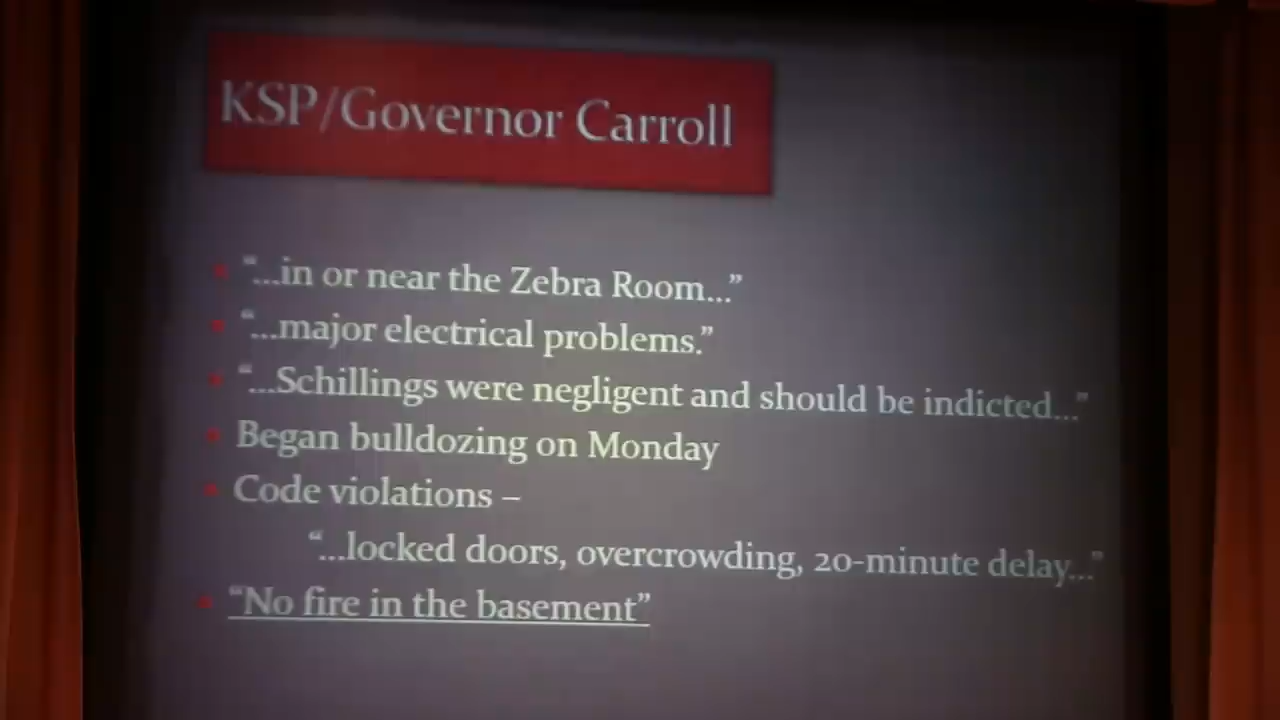 KSP/Governor Carroll
“...in or near the Zebra Room...”
“...major electrical problems.”
“...Schillings were negligent and should be indicted...”
Began bulldozing on Monday
Code violations –
“...locked doors, overcrowding, 20-minute delay...”
“No fire in the basement”